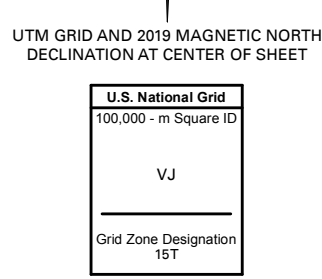 UTM GRID AND 2019 MAGNETIC NORTH
DECLINATION AT CENTER OF SHEET
U.S. National Grid
100,000 - m Square ID
VJ
Grid Zone Designation
15T